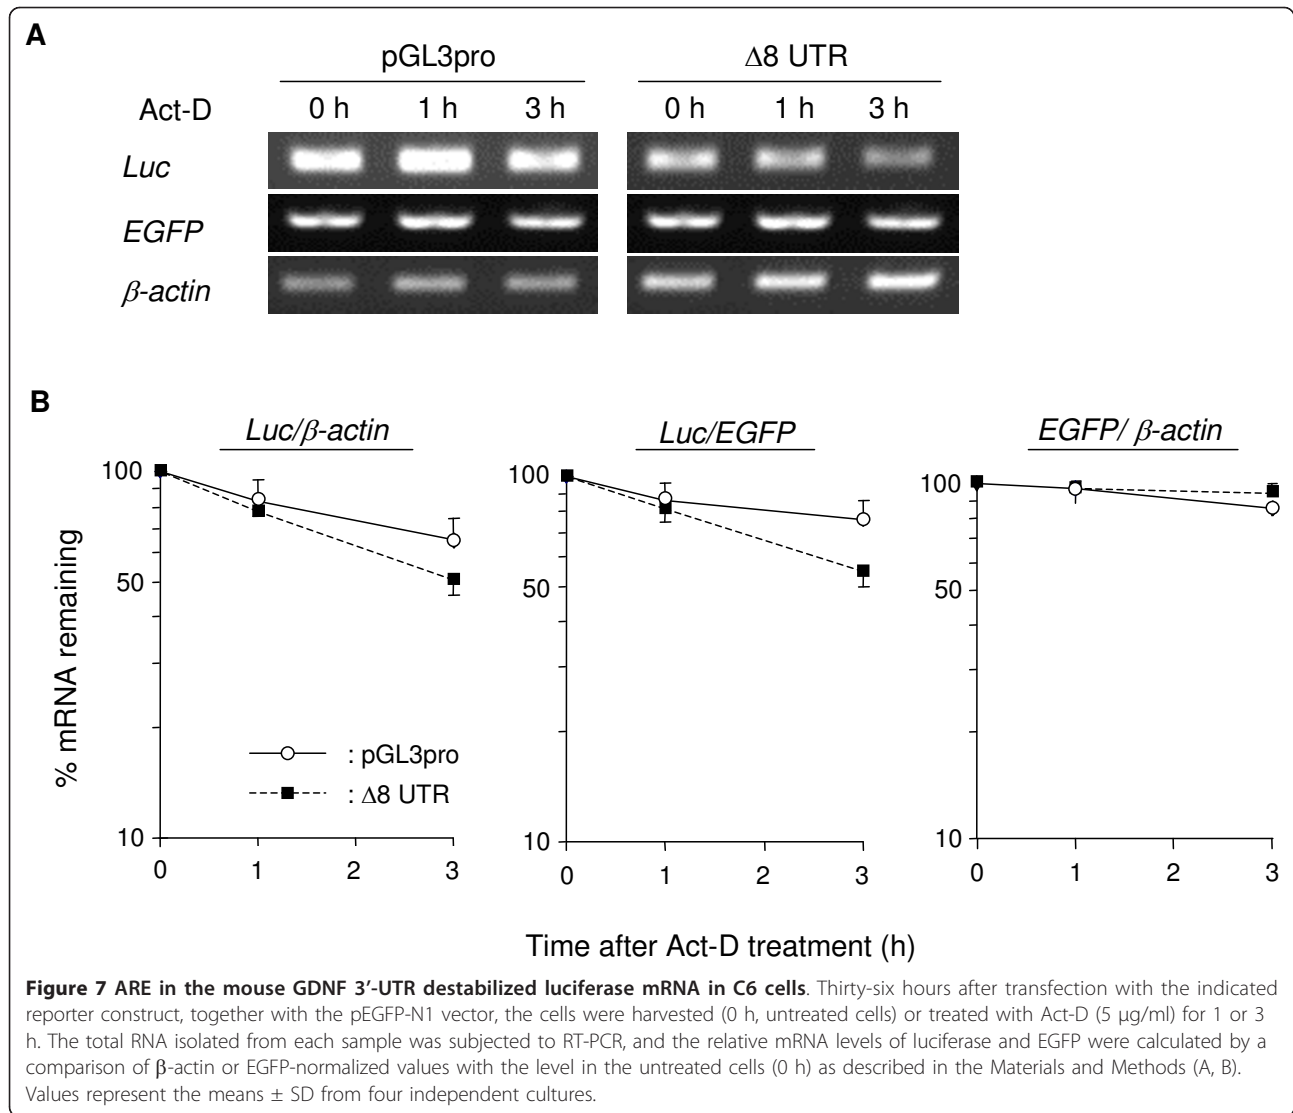 A
pGL3pro Δ8 UTR
Act-D 0 h 1 h 3 h 0 h 1 h 3 h
Luc
EGFP
β-actin
B
Luc/β-actin Luc/EGFP EGFP/ β-actin
% mRNA remaining
100
50
10
0 1 2 3
: pGL3pro
: Δ8 UTR
100
50
10
0 1 2 3
100
50
10
0 1 2 3
Time after Act-D treatment (h)
Figure 7 ARE in the mouse GDNF 3'-UTR destabilized luciferase mRNA in C6 cells. Thirty-six hours after transfection with the indicated
reporter construct, together with the pEGFP-N1 vector, the cells were harvested (0 h, untreated cells) or treated with Act-D (5 μg/ml) for 1 or 3
h. The total RNA isolated from each sample was subjected to RT-PCR, and the relative mRNA levels of luciferase and EGFP were calculated by a
comparison of β-actin or EGFP-normalized values with the level in the untreated cells (0 h) as described in the Materials and Methods (A, B).
Values represent the means ± SD from four independent cultures.